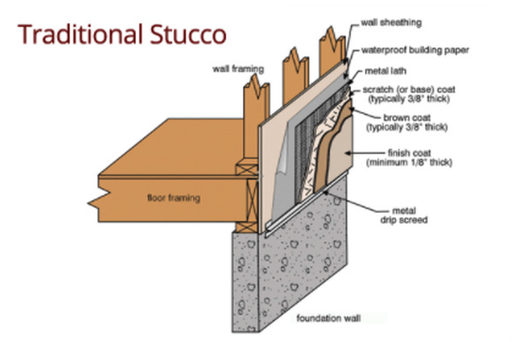 Traditional Stucco
wall sheathing
waterproof building paper
wall framing
metal lath
scratch (or base) coat
(typically 3/8" thick)
brown coat
(typically 3/8" thick)
finish coat
(minimum 1/8" thick)
floor framing
metal
drip screed
foundation wall